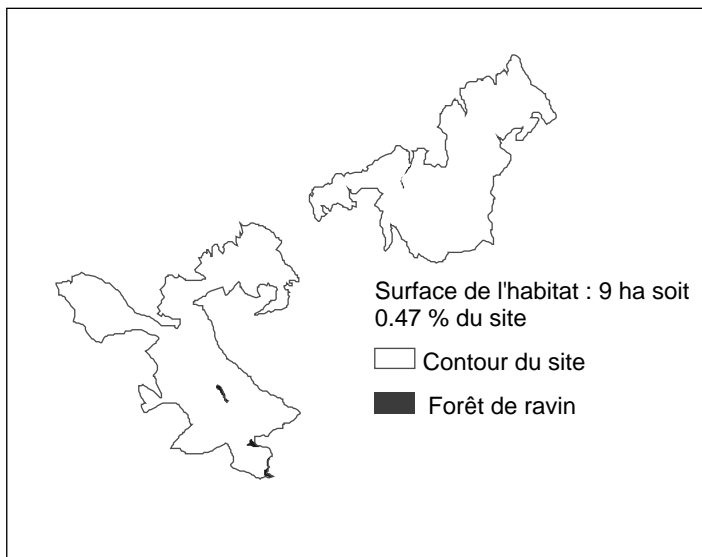 Surface de l'habitat : 9 ha soit
0.47 % du site
Contour du site
Forêt de ravin